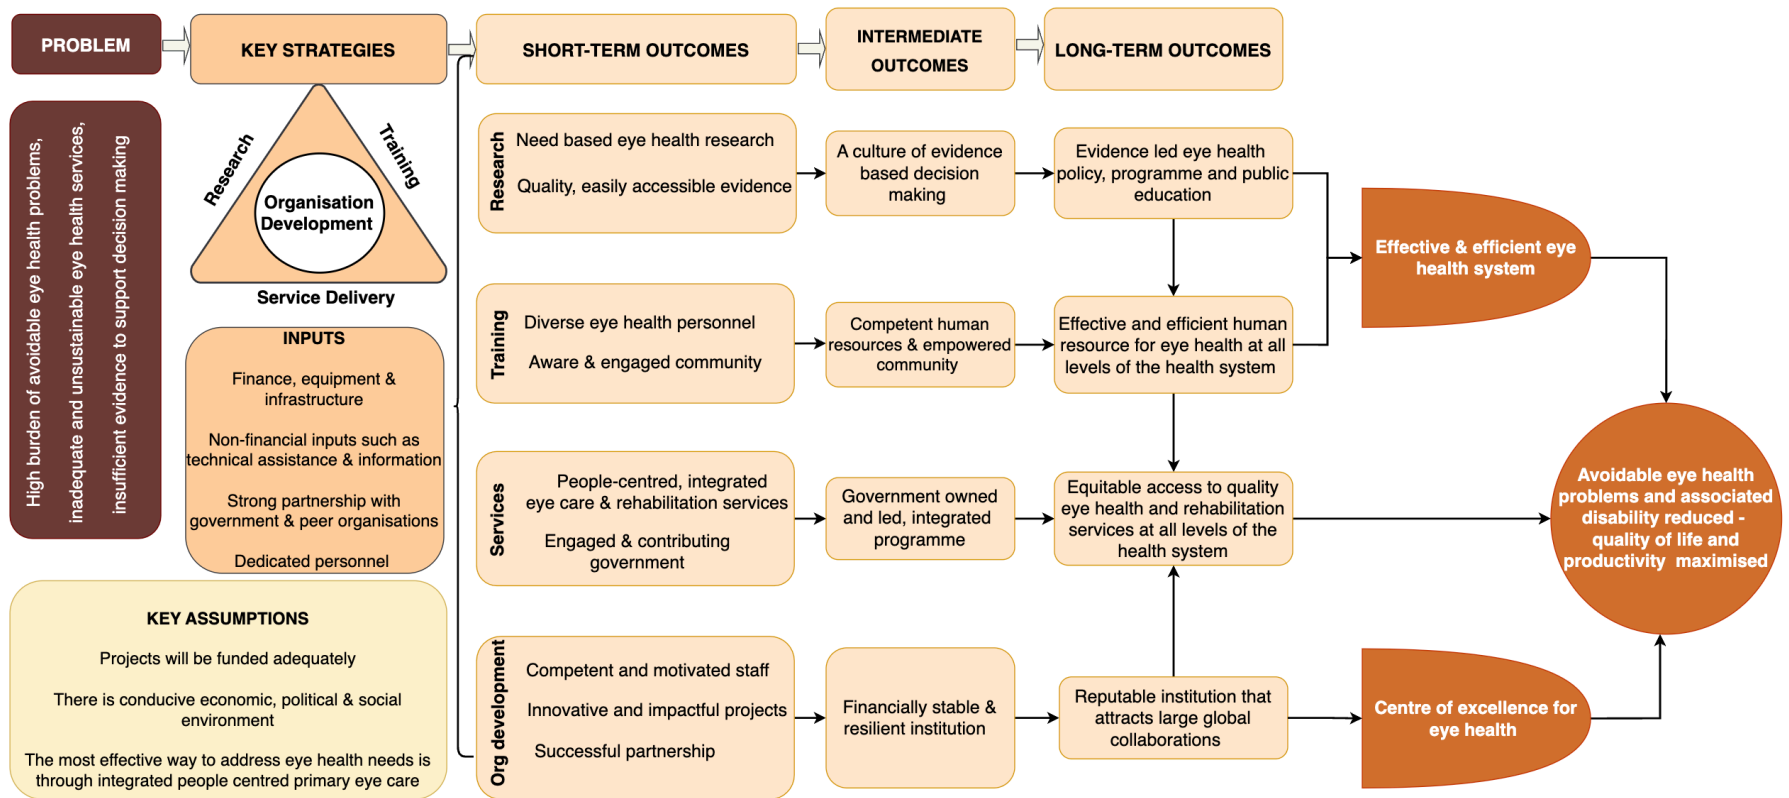 PROBLEM
KEY STRATEGIES
SHORT-TERM OUTCOMES
INTERMEDIATE
OUTCOMES
LONG-TERM OUTCOMES
High burden of avoidable eye health problems,
inadequate and unsustainable eye health services,
insufficient evidence to support decision making
Research
Training
Organisation
Development
Service Delivery
INPUTS
Finance, equipment &
infrastructure
Non-financial inputs such as
technical assistance & information
Strong partnership with
government & peer organisations
Dedicated personnel
KEY ASSUMPTIONS
Projects will be funded adequately
There is conducive economic, political & social
environment
The most effective way to address eye health needs is
through integrated people centred primary eye care
Research
Need based eye health research
Quality, easily accessible evidence
A culture of evidence
based decision
making
Evidence led eye health
policy, programme and public
education
Training
Diverse eye health personnel
Aware & engaged community
Competent human
resources & empowered
community
Effective and efficient human
resource for eye health at all
levels of the health system
Services
People-centred, integrated
eye care & rehabilitation services
Engaged & contributing
government
Government owned
and led, integrated
programme
Equitable access to quality
eye health and rehabilitation
services at all levels of the
health system
Org development
Competent and motivated staff
Innovative and impactful projects
Successful partnership
Financially stable &
resilient institution
Reputable institution that
attracts large global
collaborations
Effective & efficient eye
health system
Centre of excellence for
eye health
Avoidable eye health
problems and associated
disability reduced -
quality of life and
productivity maximised